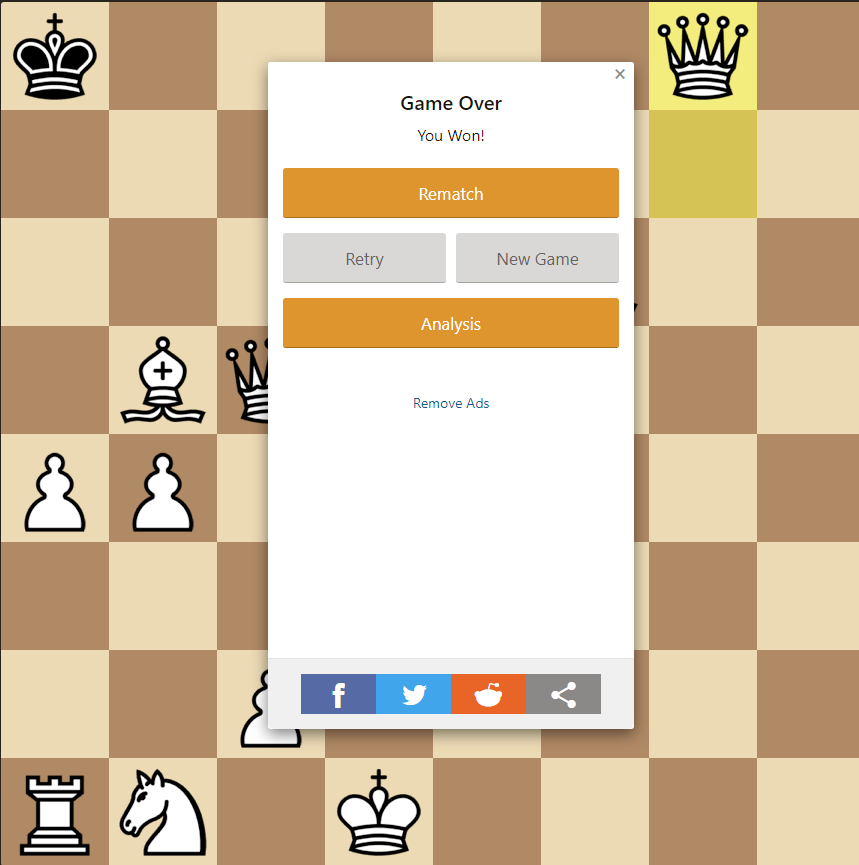 Game Over
You Won!
Rematch
Retry
New Game
Analysis
Remove Ads